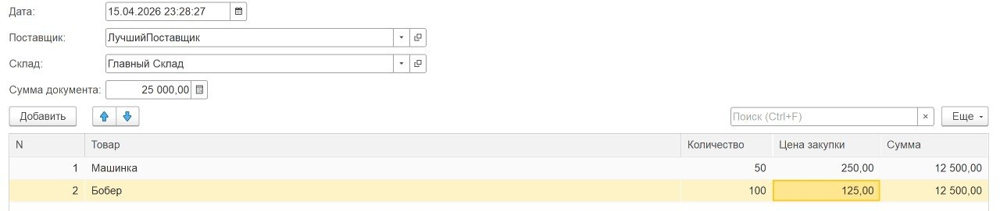 Дата: 15.04.2026 23:28:27
Поставщик: ЛучшийПоставщик
Склад: Главный Склад
Сумма документа: 25 000,00
Добавить Поиск (Ctrl+F) × Еще
N Товар Количество Цена закупки Сумма
1 Машинка 50 250,00 12 500,00
2 Бобер 100 125,00 12 500,00